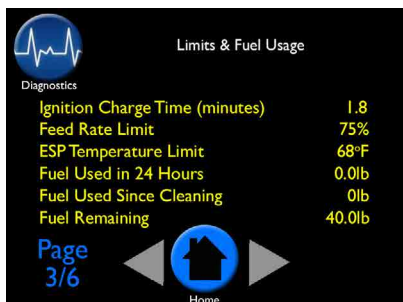 Limits & Fuel Usage
Diagnostics
Ignition Charge Time (minutes) 1.8
Feed Rate Limit 75%
ESP Temperature Limit 68°F
Fuel Used in 24 Hours 0.0lb
Fuel Used Since Cleaning 0lb
Fuel Remaining 40.0lb
Page
3/6
Home